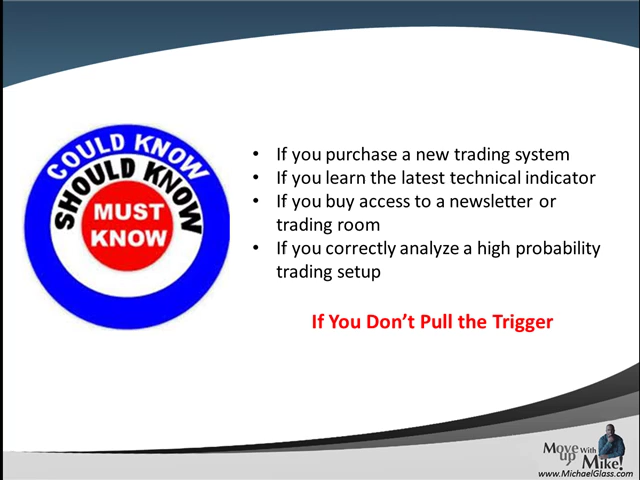 COULD KNOW
SHOULD KNOW
MUST
KNOW
• If you purchase a new trading system
• If you learn the latest technical indicator
• If you buy access to a newsletter or
trading room
• If you correctly analyze a high probability
trading setup
If You Don't Pull the Trigger
Move up With Mike!
www.MichaelGlass.com